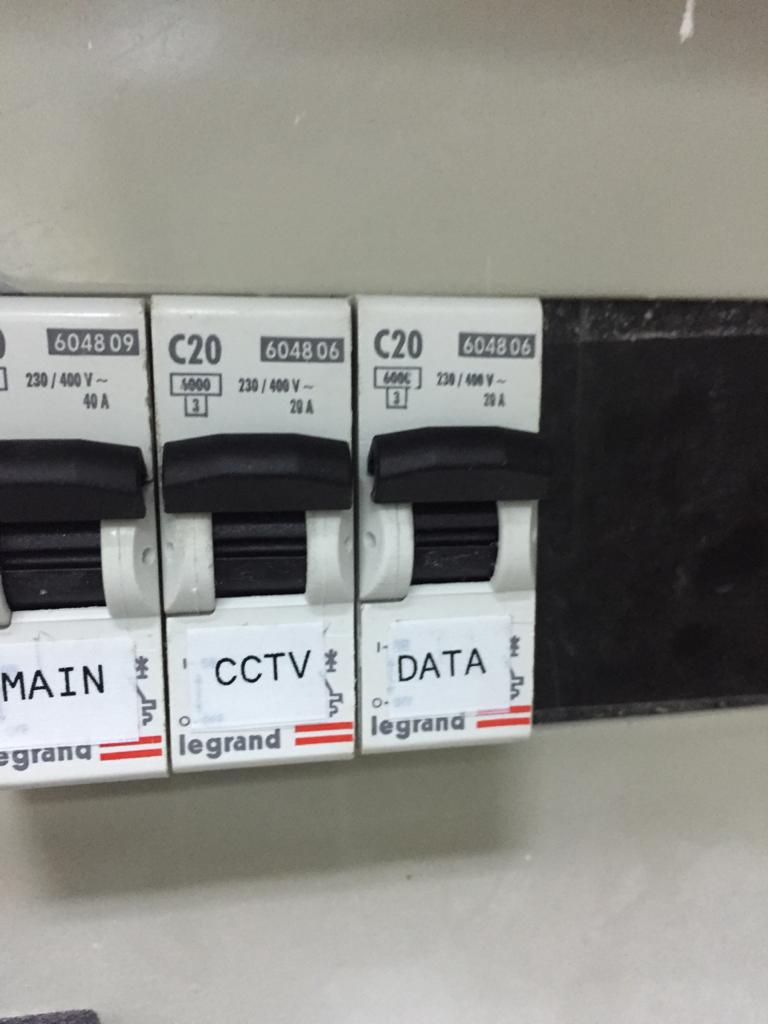 604809
230/400 V~
40 A
MAIN
legrand
C20
604806
6000
3
230/400 V~
20 A
CCTV
I
O
legrand
C20
604806
6000
3
230/400 V~
20 A
DATA
I-
O-
legrand